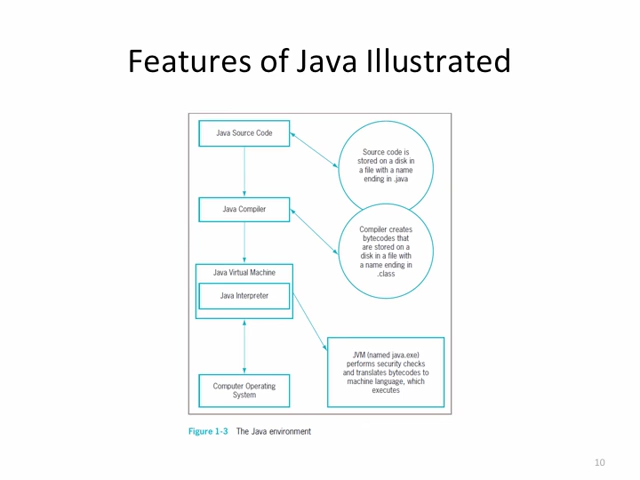 Features of Java Illustrated
Java Source Code
Source code is
stored on a disk in
a file with a name
ending in .java
Java Compiler
Compiler creates
bytecodes that
are stored on a
disk in a file with
a name ending in
.class
Java Virtual Machine
Java Interpreter
JVM (named java.exe)
performs security checks
and translates bytecodes to
machine language, which
executes
Computer Operating
System
Figure 1-3 The Java environment
10